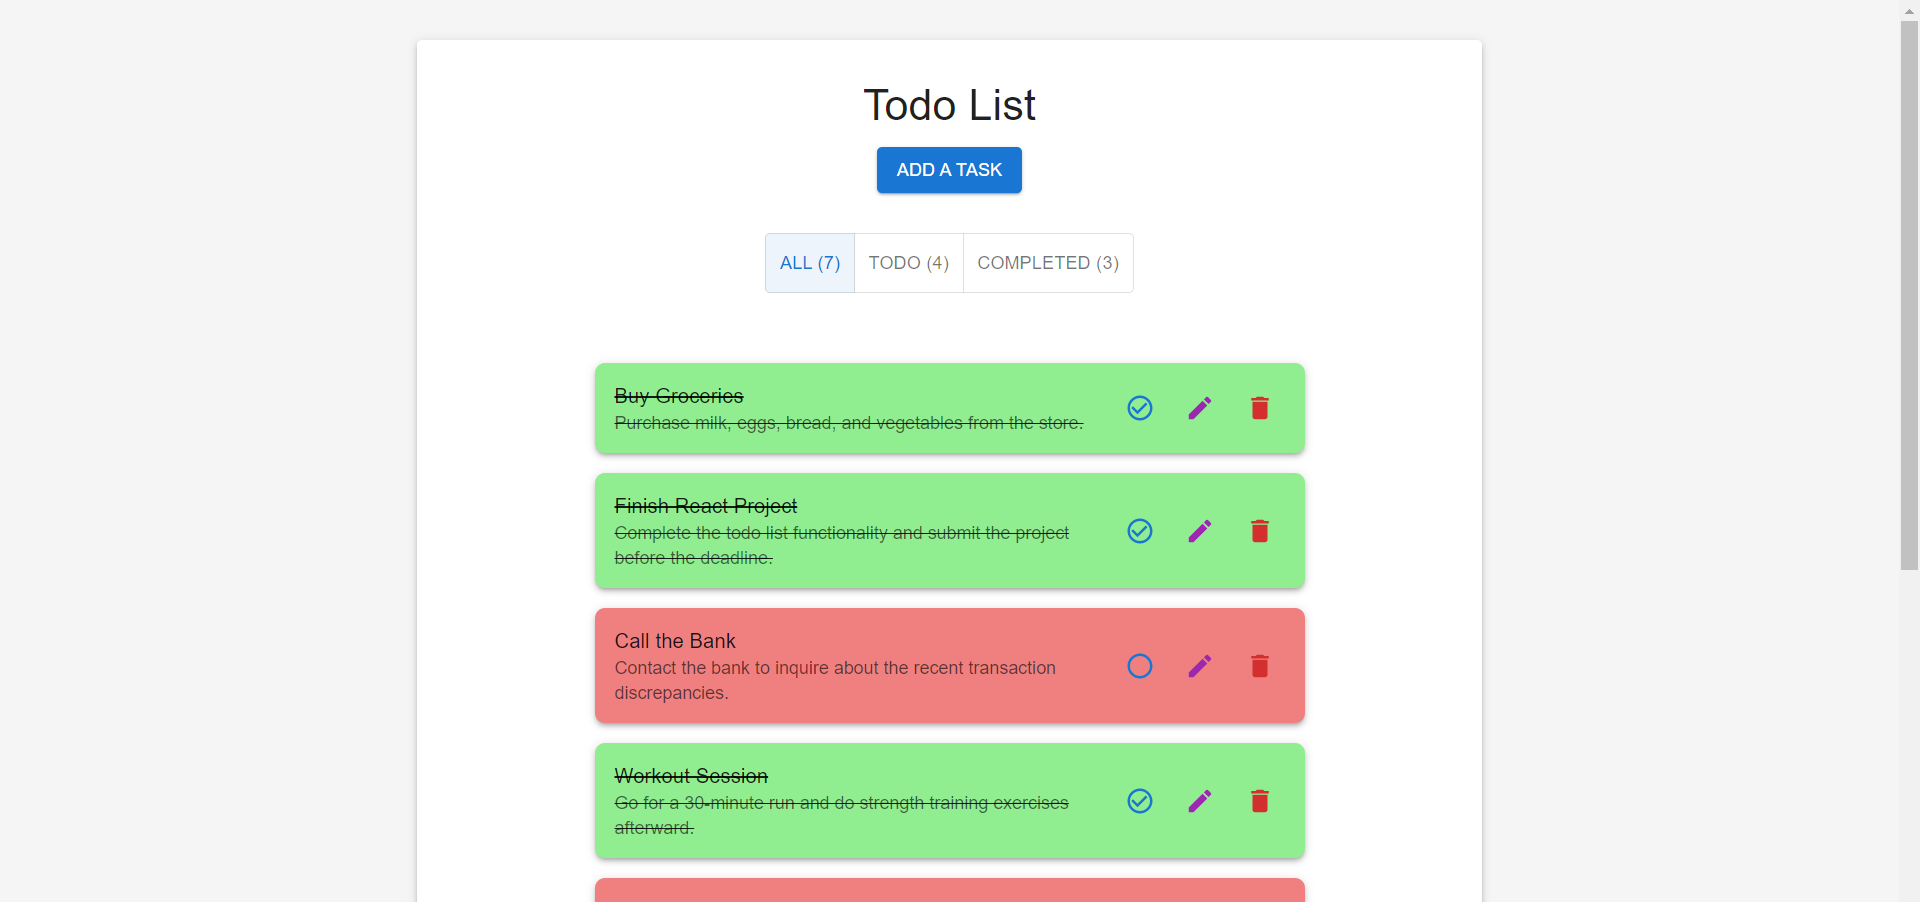 Todo List
ADD A TASK
ALL (7)
TODO (4)
COMPLETED (3)
Buy Groceries
Purchase milk, eggs, bread, and vegetables from the store.
Finish React Project
Complete the todo list functionality and submit the project
before the deadline.
Call the Bank
Contact the bank to inquire about the recent transaction
discrepancies.
Workout Session
Go for a 30-minute run and do strength training exercises
afterward.